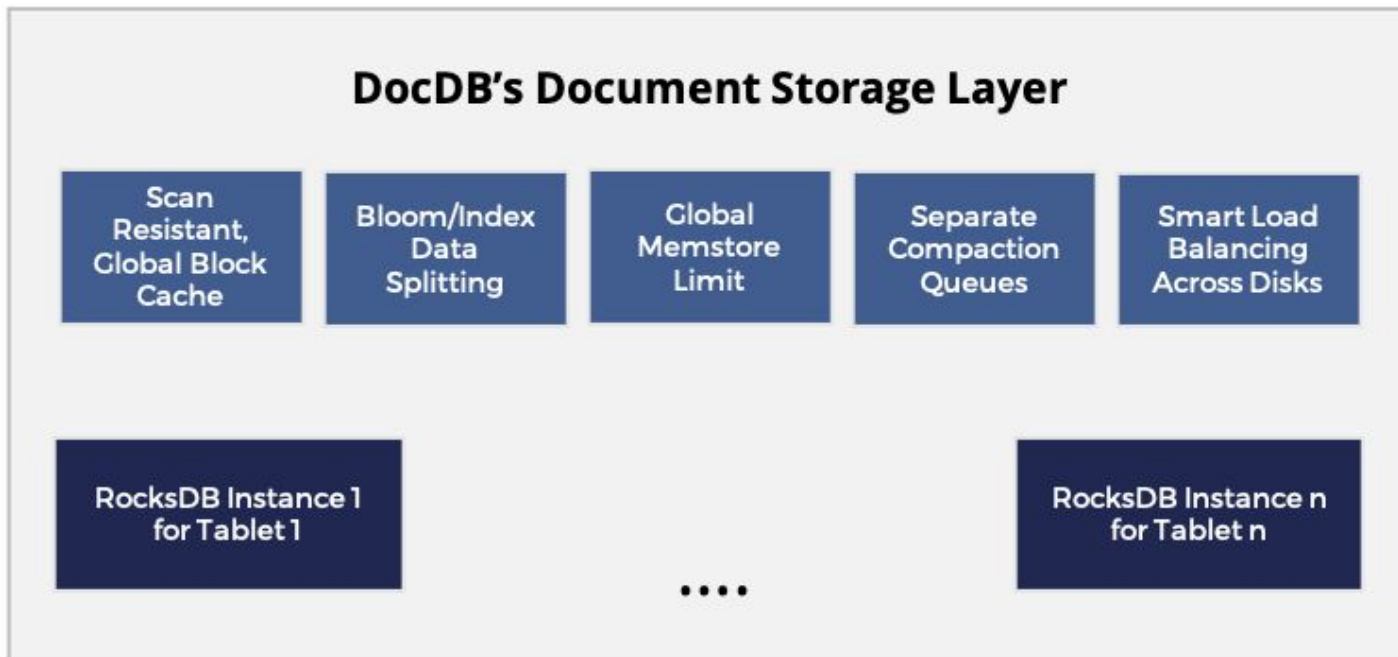 DocDB’s Document Storage Layer
Scan
Resistant,
Global Block
Cache
Bloom/Index
Data
Splitting
Global
Memstore
Limit
Separate
Compaction
Queues
Smart Load
Balancing
Across Disks
RocksDB Instance 1
for Tablet 1
....
RocksDB Instance n
for Tablet n